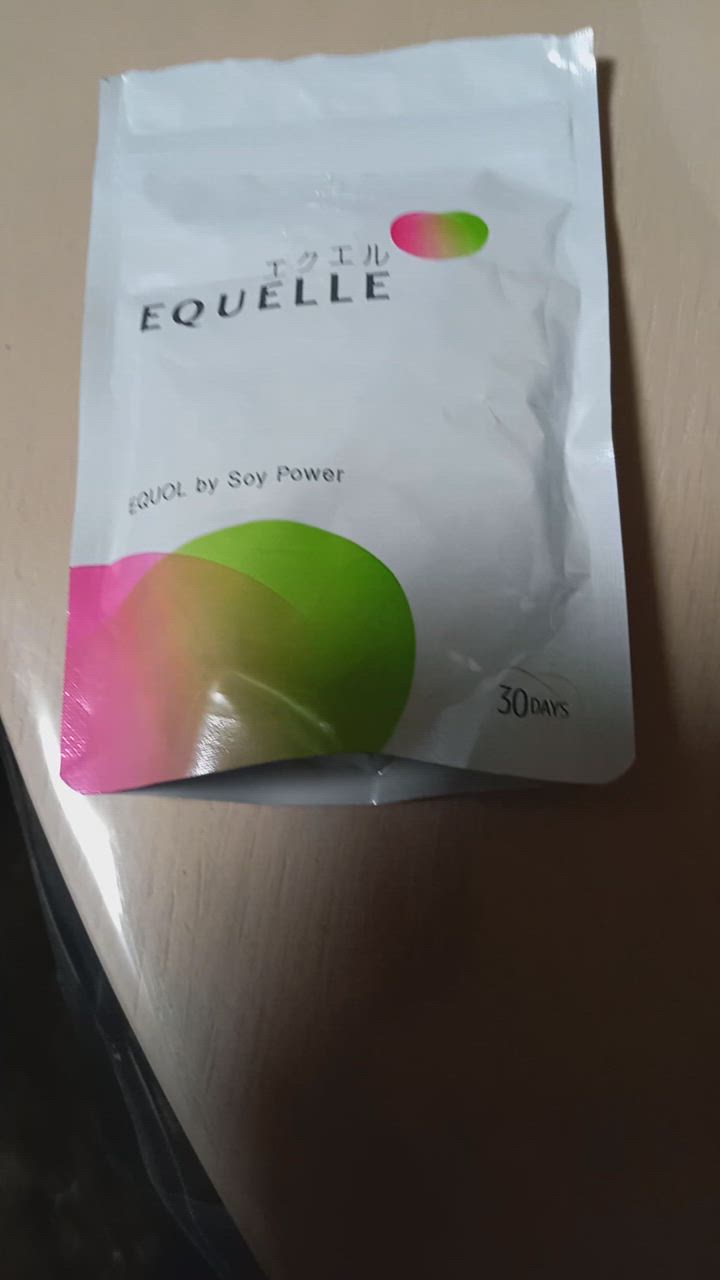 エクエル
EQUELLE
EQUOL by Soy Power
30DAYS